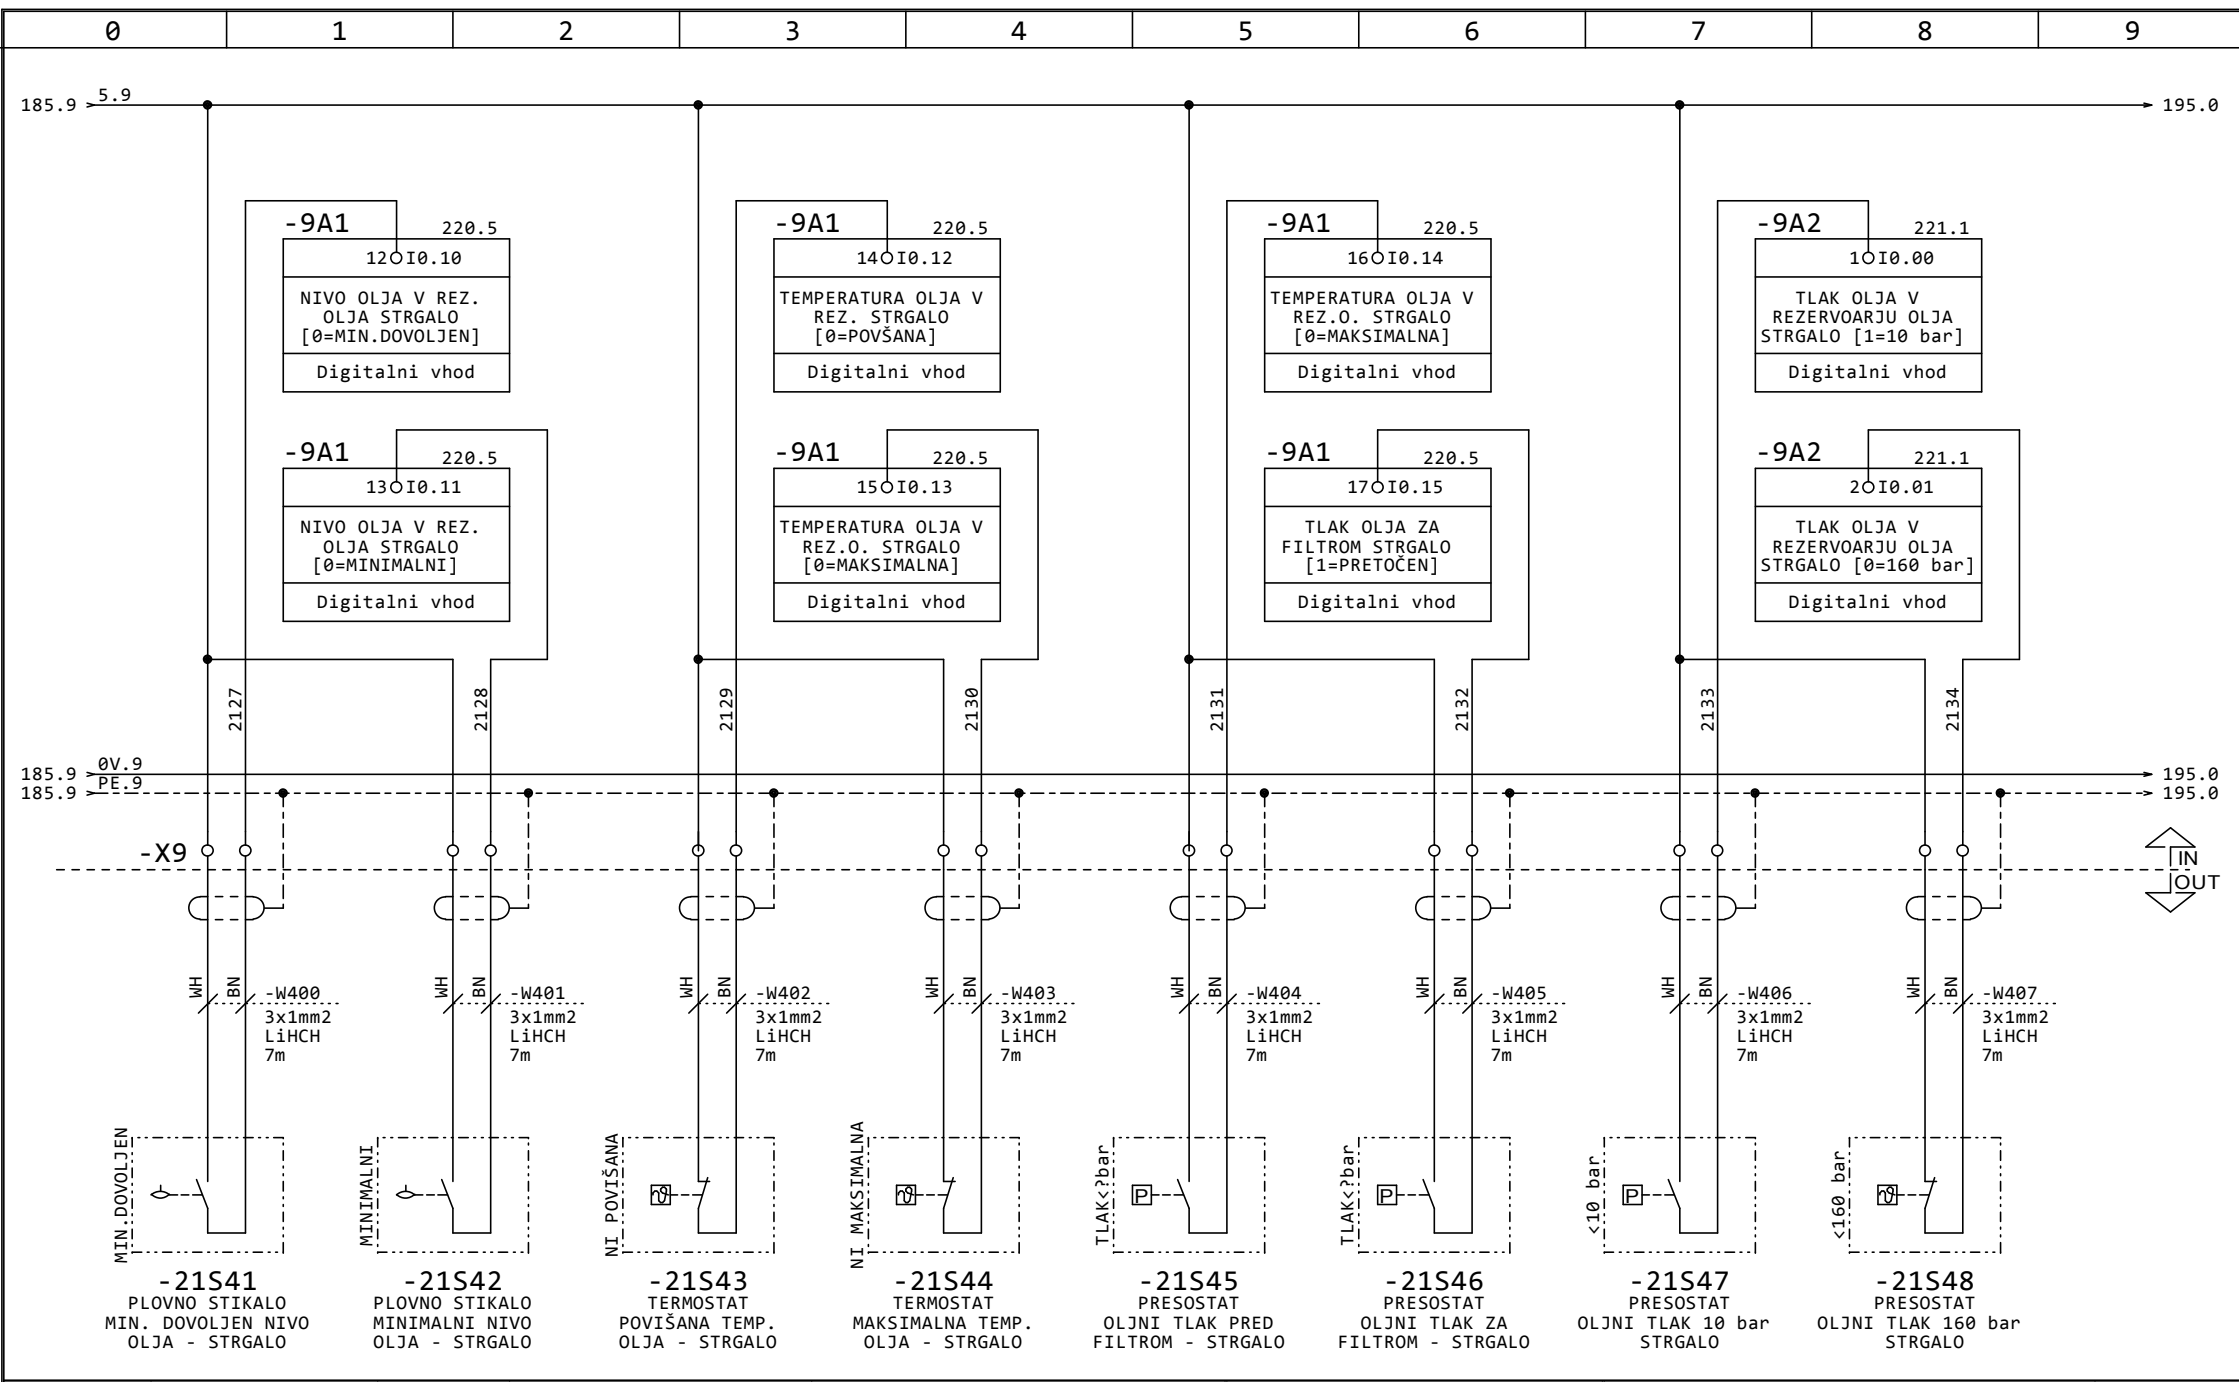 0 1 2 3 4 5 6 7 8 9
185.9 5.9 195.0
-9A1 220.5
12 I0.10
NIVO OLJA V REZ.
OLJA STRGALO
[0=MIN.DOVOLJEN]
Digitalni vhod
-9A1 220.5
14 I0.12
TEMPERATURA OLJA V
REZ. STRGALO
[0=POVŠANA]
Digitalni vhod
-9A1 220.5
16 I0.14
TEMPERATURA OLJA V
REZ.O. STRGALO
[0=MAKSIMALNA]
Digitalni vhod
-9A2 221.1
1 I0.00
TLAK OLJA V
REZERVOARJU OLJA
STRGALO [1=10 bar]
Digitalni vhod
-9A1 220.5
13 I0.11
NIVO OLJA V REZ.
OLJA STRGALO
[0=MINIMALNI]
Digitalni vhod
-9A1 220.5
15 I0.13
TEMPERATURA OLJA V
REZ.O. STRGALO
[0=MAKSIMALNA]
Digitalni vhod
-9A1 220.5
17 I0.15
TLAK OLJA ZA
FILTROM STRGALO
[1=PRETOČEN]
Digitalni vhod
-9A2 221.1
2 I0.01
TLAK OLJA V
REZERVOARJU OLJA
STRGALO [0=160 bar]
Digitalni vhod
2127 2128 2129 2130 2131 2132 2133 2134
185.9 0V.9 195.0
185.9 PE.9 195.0
-X9
IN
OUT
WH BN -W400
3x1mm2
LiHCH
7m
WH BN -W401
3x1mm2
LiHCH
7m
WH BN -W402
3x1mm2
LiHCH
7m
WH BN -W403
3x1mm2
LiHCH
7m
WH BN -W404
3x1mm2
LiHCH
7m
WH BN -W405
3x1mm2
LiHCH
7m
WH BN -W406
3x1mm2
LiHCH
7m
WH BN -W407
3x1mm2
LiHCH
7m
MIN.DOVOLJEN
-21S41
PLOVNO STIKALO
MIN. DOVOLJEN NIVO
OLJA - STRGALO
MINIMALNI
-21S42
PLOVNO STIKALO
MINIMALNI NIVO
OLJA - STRGALO
NI POVIŠANA
ϑ
-21S43
TERMOSTAT
POVIŠANA TEMP.
OLJA - STRGALO
NI MAKSIMALNA
ϑ
-21S44
TERMOSTAT
MAKSIMALNA TEMP.
OLJA - STRGALO
TLAK<?bar
P
-21S45
PRESOSTAT
OLJNI TLAK PRED
FILTROM - STRGALO
TLAK<?bar
P
-21S46
PRESOSTAT
OLJNI TLAK ZA
FILTROM - STRGALO
<10 bar
P
-21S47
PRESOSTAT
OLJNI TLAK 10 bar
STRGALO
<160 bar
ϑ
-21S48
PRESOSTAT
OLJNI TLAK 160 bar
STRGALO